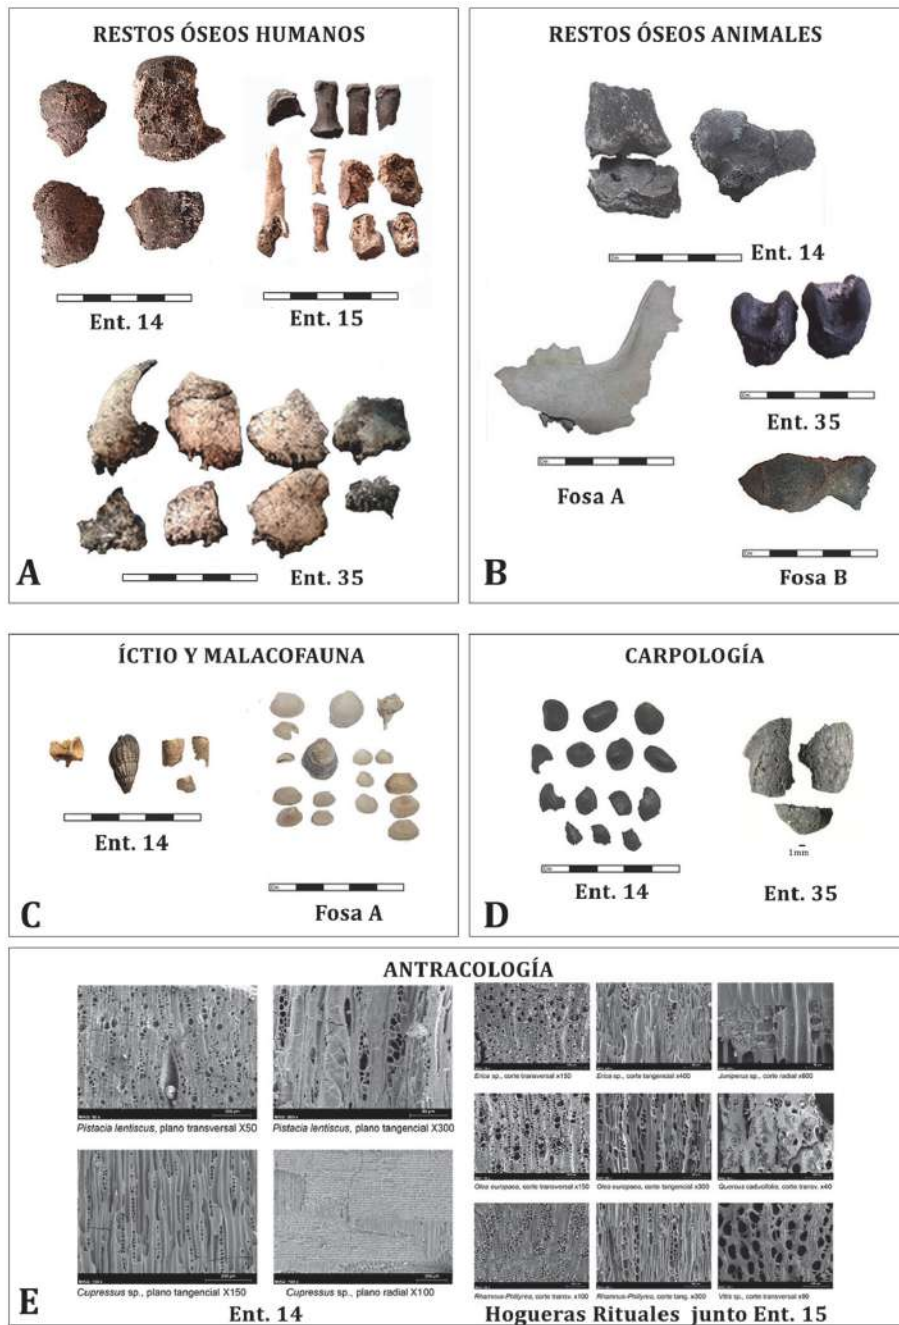 RESTOS ÓSEOS HUMANOS
Ent. 14
Ent. 15
Ent. 35
A
RESTOS ÓSEOS ANIMALES
Ent. 14
Ent. 35
Fosa A
Fosa B
B
ÍCTIO Y MALACOFAUNA
Ent. 14
Fosa A
C
CARPOLOGÍA
1mm
Ent. 14
Ent. 35
D
ANTRACOLOGÍA
Pistacia lentiscus, plano transversal X50
Pistacia lentiscus, plano tangencial X300
Cupressus sp., plano tangencial X150
Cupressus sp., plano radial X100
Ent. 14
Erica sp., corte transversal x150
Erica sp., corte tangencial x400
Juniperus sp., corte radial x800
Olea europaea, corte transversal x150
Olea europaea, corte tangencial x300
Quercus caducifolia, corte transv. x40
Rhamnus-Phillyrea, corte transv. x100
Rhamnus-Phillyrea, corte tang. x300
Vitis sp., corte transversal x90
Hogueras Rituales junto Ent. 15
E